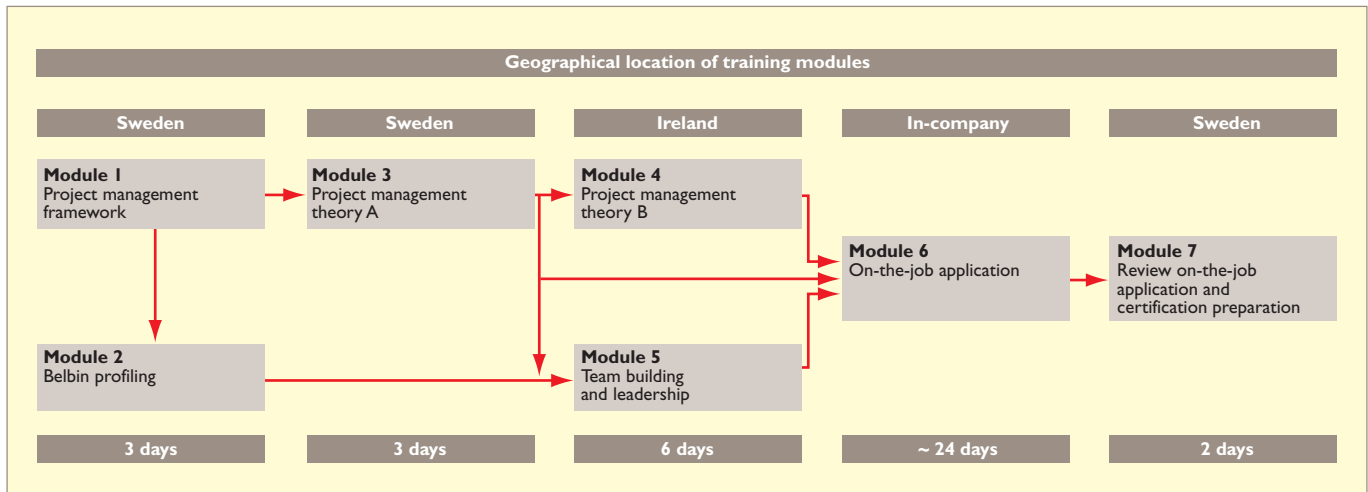 Geographical location of training modules
Sweden
Sweden
Ireland
In-company
Sweden
Module 1
Project management
framework
Module 3
Project management
theory A
Module 4
Project management
theory B
Module 6
On-the-job application
Module 7
Review on-the-job
application and
certification preparation
Module 2
Belbin profiling
Module 5
Team building
and leadership
3 days
3 days
6 days
~ 24 days
2 days